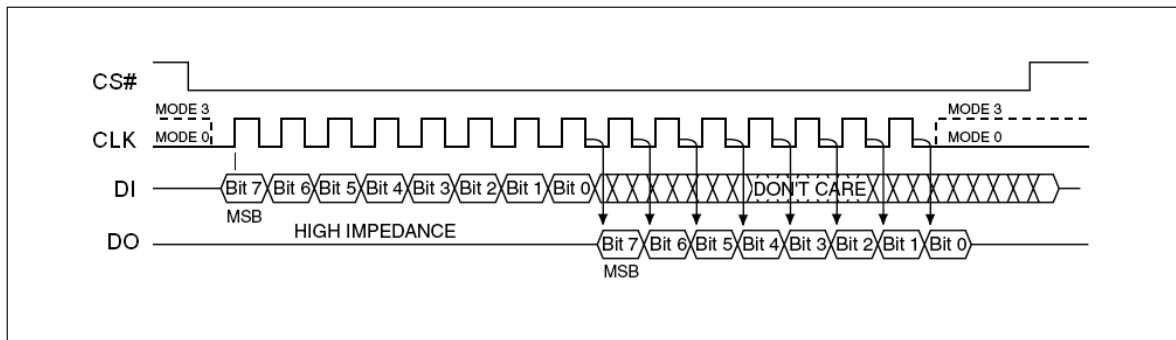 CS#
MODE 3 MODE 3
CLK MODE 0 MODE 0
DI Bit 7 Bit 6 Bit 5 Bit 4 Bit 3 Bit 2 Bit 1 Bit 0 DON'T CARE
MSB
HIGH IMPEDANCE
DO Bit 7 Bit 6 Bit 5 Bit 4 Bit 3 Bit 2 Bit 1 Bit 0
MSB